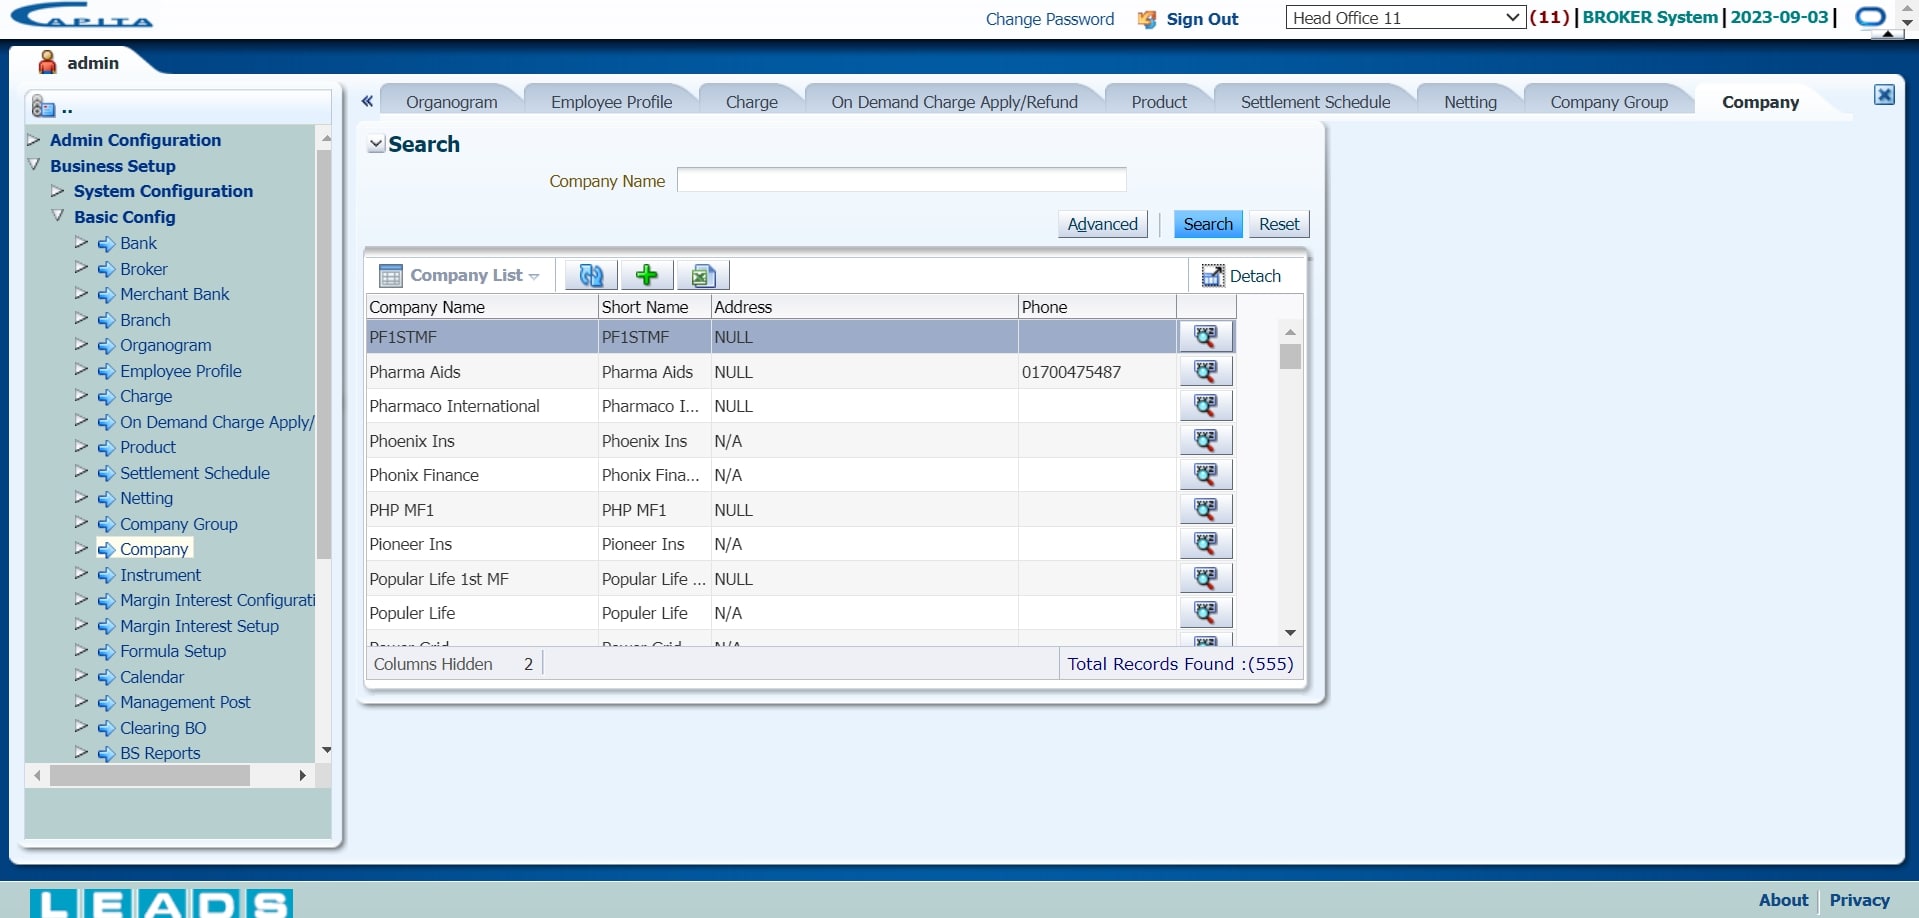 CAPITA
Change Password
Sign Out
Head Office 11
(11) | BROKER System | 2023-09-03 |
admin
..
Admin Configuration
Business Setup
System Configuration
Basic Config
Bank
Broker
Merchant Bank
Branch
Organogram
Employee Profile
Charge
On Demand Charge Apply/
Product
Settlement Schedule
Netting
Company Group
Company
Instrument
Margin Interest Configurati
Margin Interest Setup
Formula Setup
Calendar
Management Post
Clearing BO
BS Reports
«
Organogram
Employee Profile
Charge
On Demand Charge Apply/Refund
Product
Settlement Schedule
Netting
Company Group
Company
Search
Company Name
Advanced
Search
Reset
Company List
Detach
Company Name Short Name Address Phone
PF1STMF PF1STMF NULL
Pharma Aids Pharma Aids NULL 01700475487
Pharmaco International Pharmaco I... NULL
Phoenix Ins Phoenix Ins N/A
Phonix Finance Phonix Fina... N/A
PHP MF1 PHP MF1 NULL
Pioneer Ins Pioneer Ins N/A
Popular Life 1st MF Popular Life ... NULL
Populer Life Populer Life N/A
Power Grid Power Grid N/A
Columns Hidden 2
Total Records Found :(555)
LEADS
About
Privacy